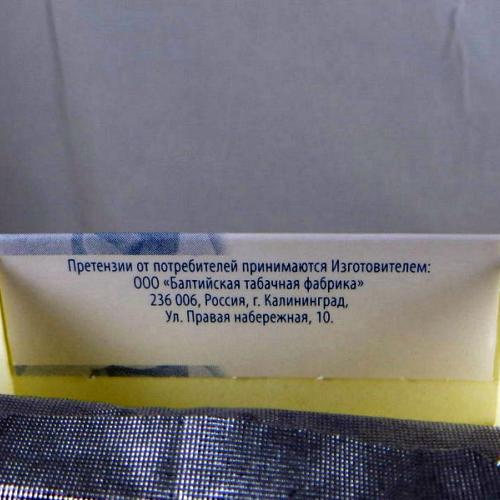 Претензии от потребителей принимаются Изготовителем:
ООО «Балтийская табачная фабрика»
236 006, Россия, г. Калининград,
Ул. Правая набережная, 10.